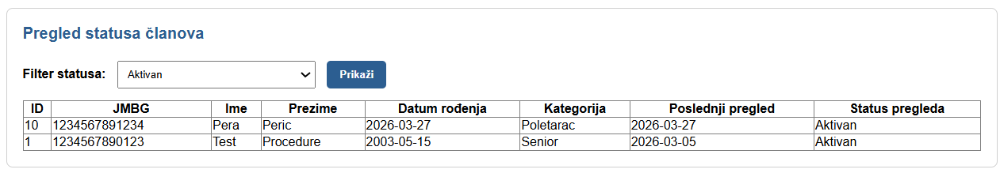 Pregled statusa članova
Filter statusa: Aktivan Prikaži
ID JMBG Ime Prezime Datum rođenja Kategorija Poslednji pregled Status pregleda
10 1234567891234 Pera Peric 2026-03-27 Poletarac 2026-03-27 Aktivan
1 1234567890123 Test Procedure 2003-05-15 Senior 2026-03-05 Aktivan